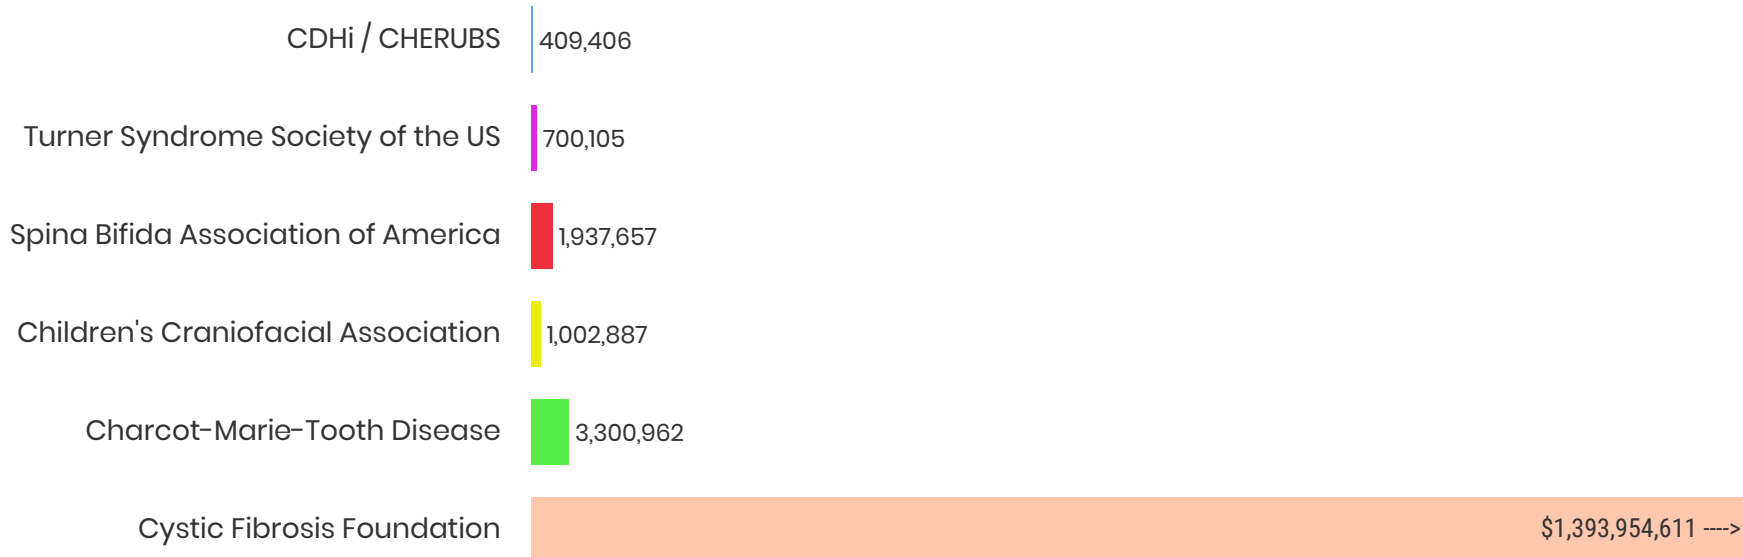 CDHi / CHERUBS 409,406
Turner Syndrome Society of the US 700,105
Spina Bifida Association of America 1,937,657
Children's Craniofacial Association 1,002,887
Charcot-Marie-Tooth Disease 3,300,962
Cystic Fibrosis Foundation $1,393,954,611 ---->